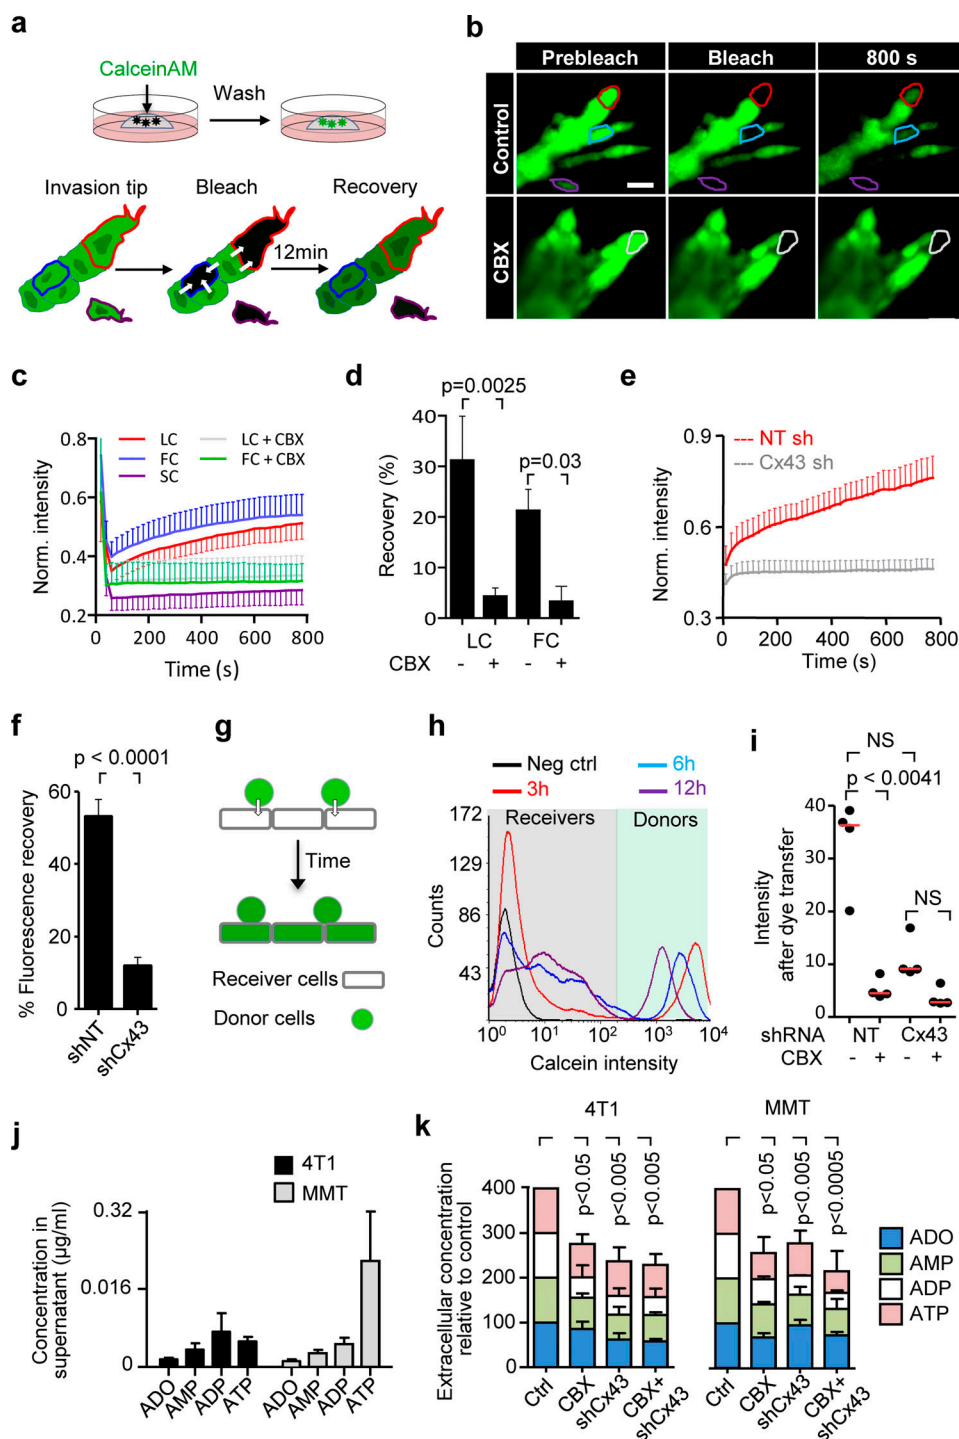 a
CalceinAM
Wash
Invasion tip
Bleach
Recovery
12min
b
Prebleach
Bleach
800 s
Control
CBX
c
0.8
0.6
0.4
0.2
Norm. intensity
LC
FC
SC
LC + CBX
FC + CBX
0
200
400
600
800
Time (s)
d
p=0.0025
p=0.03
40
30
20
10
0
Recovery (%)
LC
FC
CBX - + - +
e
NT sh
Cx43 sh
0.9
0.6
0.3
Norm. intensity
0
200
400
600
800
Time (s)
f
p < 0.0001
60
40
20
0
% Fluorescence recovery
shNT
shCx43
g
Time
Receiver cells
Donor cells
h
Neg ctrl
3h
6h
12h
Receivers
Donors
172
129
86
43
Counts
10⁰ 10¹ 10² 10³ 10⁴
Calcein intensity
i
NS
p < 0.0041
NS
40
30
20
10
0
Intensity
after dye transfer
shRNA NT Cx43
CBX - + - +
j
4T1
MMT
0.32
0.016
0
Concentration in
supernatant (µg/ml)
ADO
AMP
ADP
ATP
ADO
AMP
ADP
ATP
k
4T1
MMT
p<0.05
p<0.005
p<0.005
p<0.05
p<0.005
p<0.0005
400
300
200
100
0
Extracellular concentration
relative to control
Ctrl
CBX
shCx43
CBX+
shCx43
Ctrl
CBX
shCx43
CBX+
shCx43
ADO
AMP
ADP
ATP